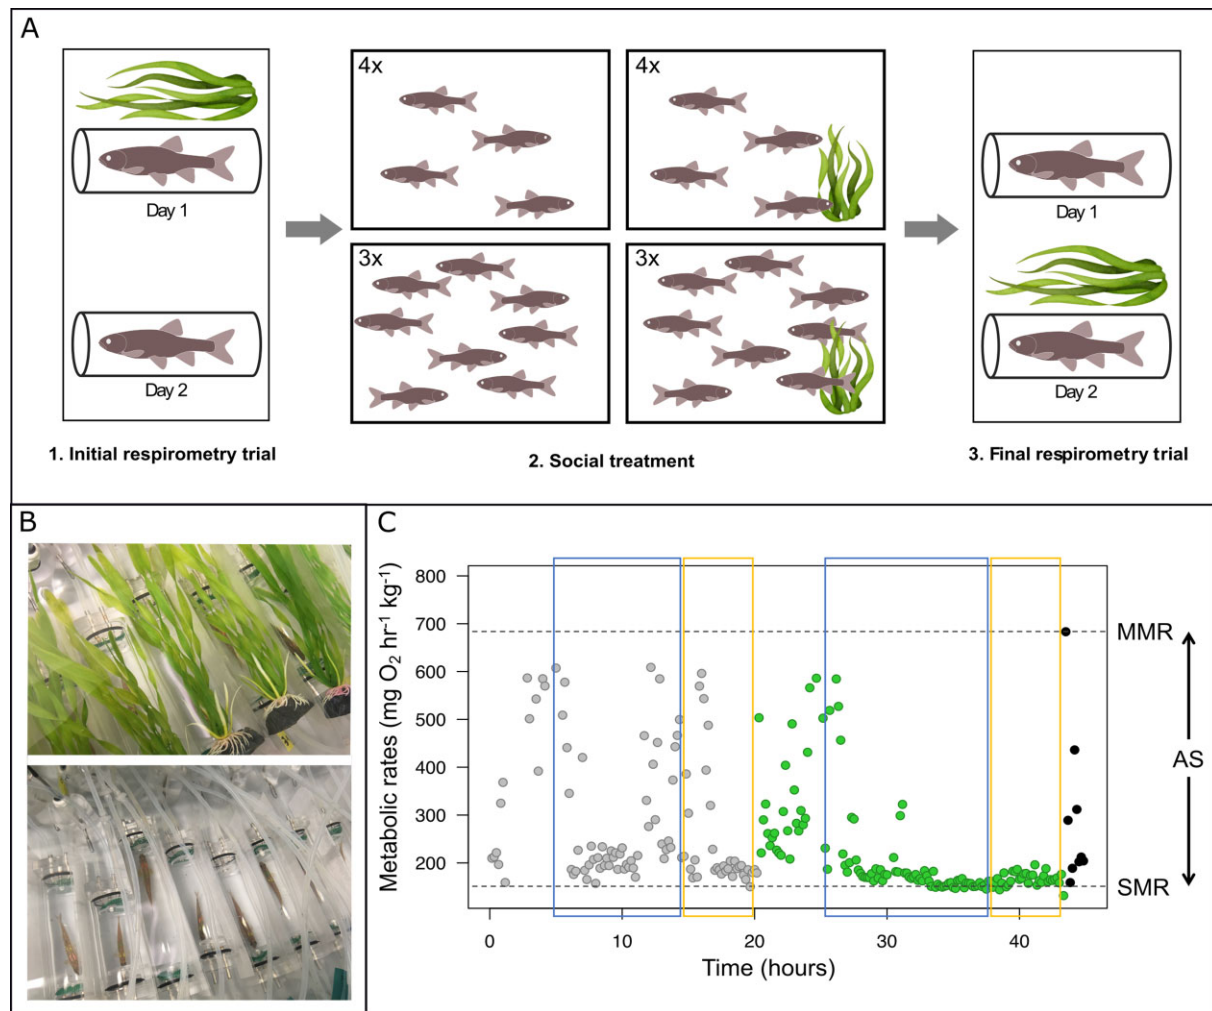 A
4x
4x
Day 1
Day 1
3x
3x
Day 2
Day 2
1. Initial respirometry trial
2. Social treatment
3. Final respirometry trial
B
C
Metabolic rates (mg O₂ hr⁻¹ kg⁻¹)
800
700
600
500
400
300
200
MMR
AS
SMR
0
10
20
30
40
Time (hours)